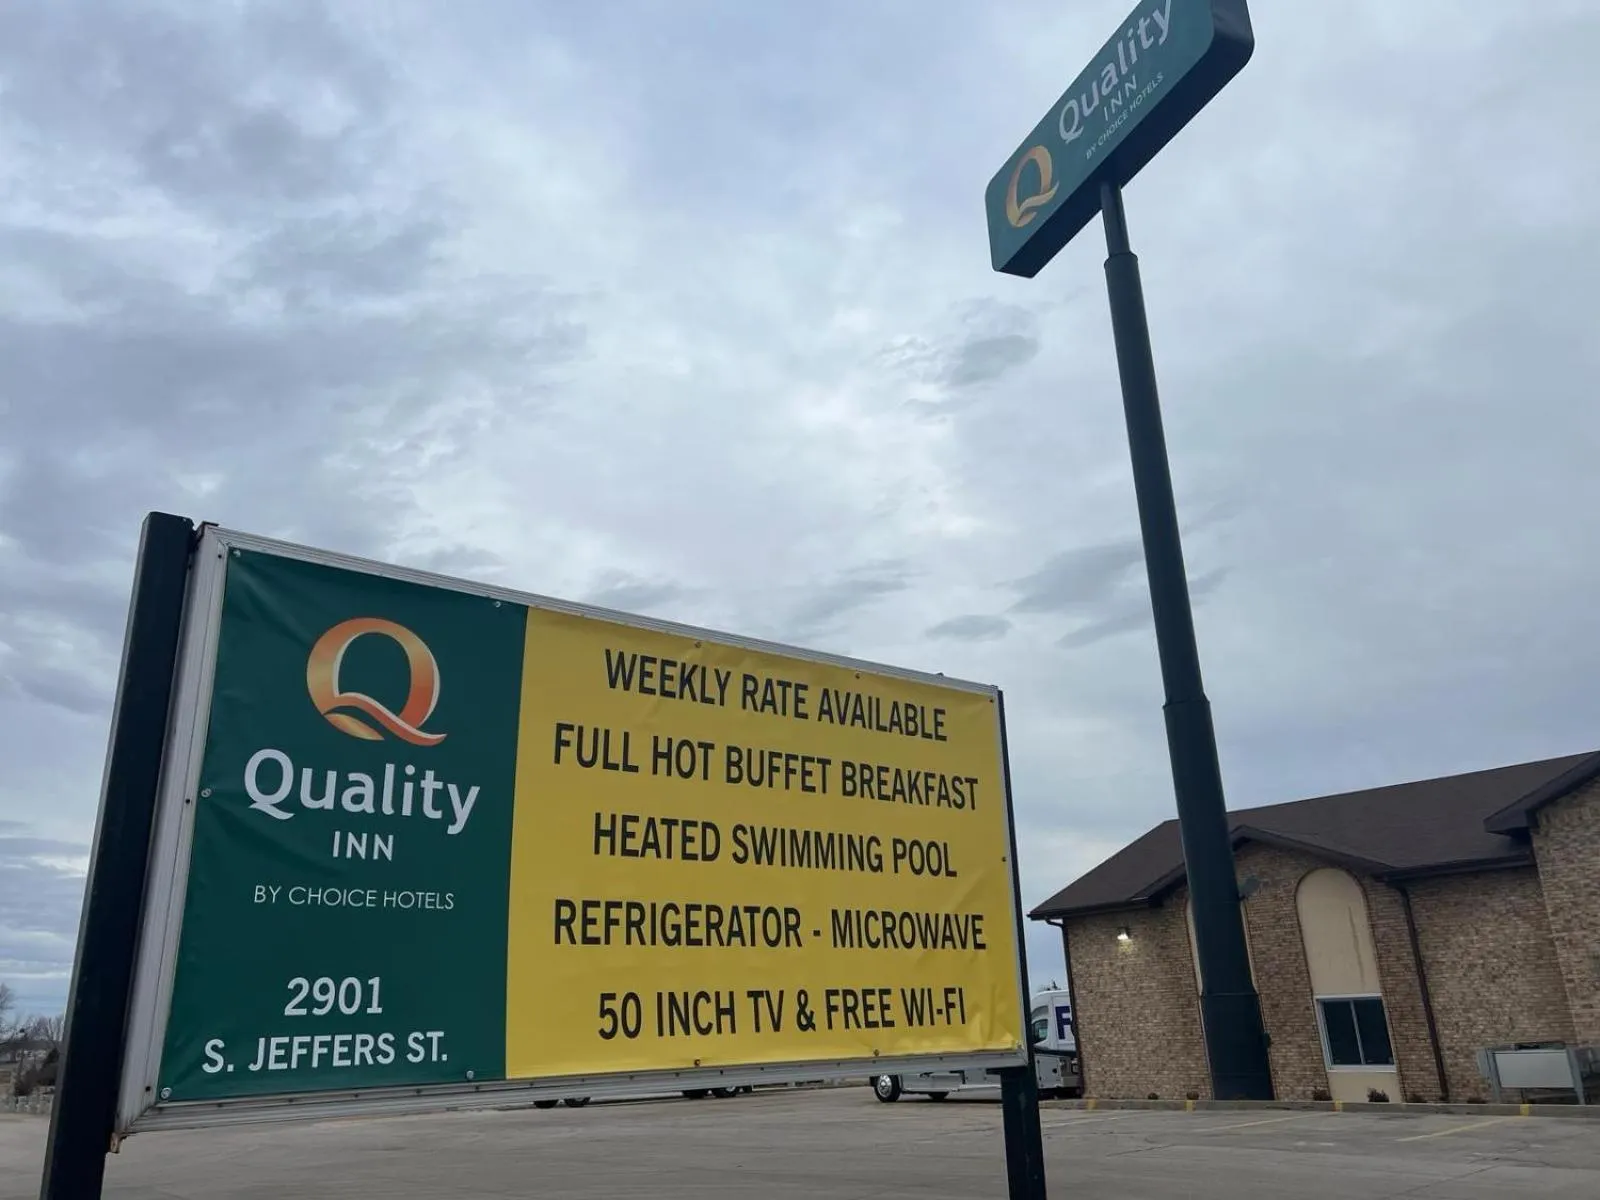 Quality
INN
BY CHOICE HOTELS
Quality
INN
BY CHOICE HOTELS
2901
S. JEFFERS ST.
WEEKLY RATE AVAILABLE
FULL HOT BUFFET BREAKFAST
HEATED SWIMMING POOL
REFRIGERATOR - MICROWAVE
50 INCH TV & FREE WI-FI
F